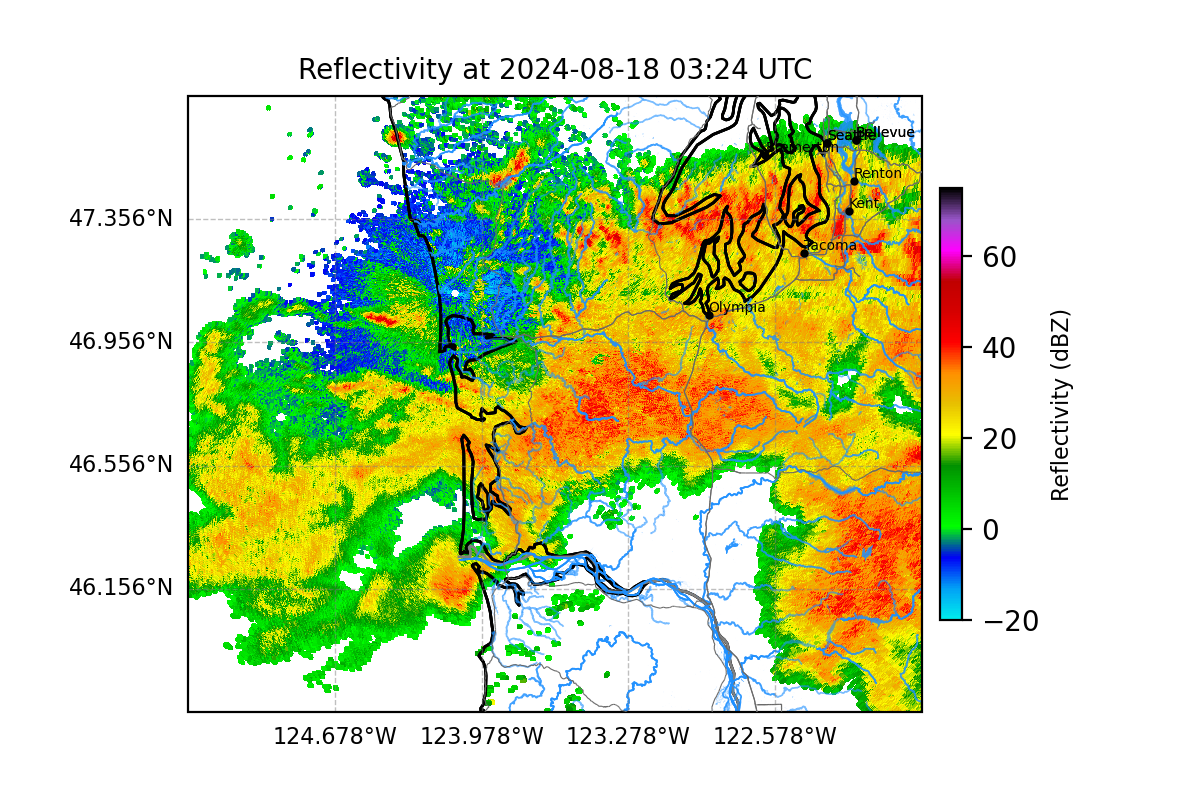 Reflectivity at 2024-08-18 03:24 UTC
Seattle
Bellevue
Bremerton
Renton
Kent
Tacoma
Olympia
47.356°N
46.956°N
46.556°N
46.156°N
124.678°W
123.978°W
123.278°W
122.578°W
60
40
20
0
−20
Reflectivity (dBZ)